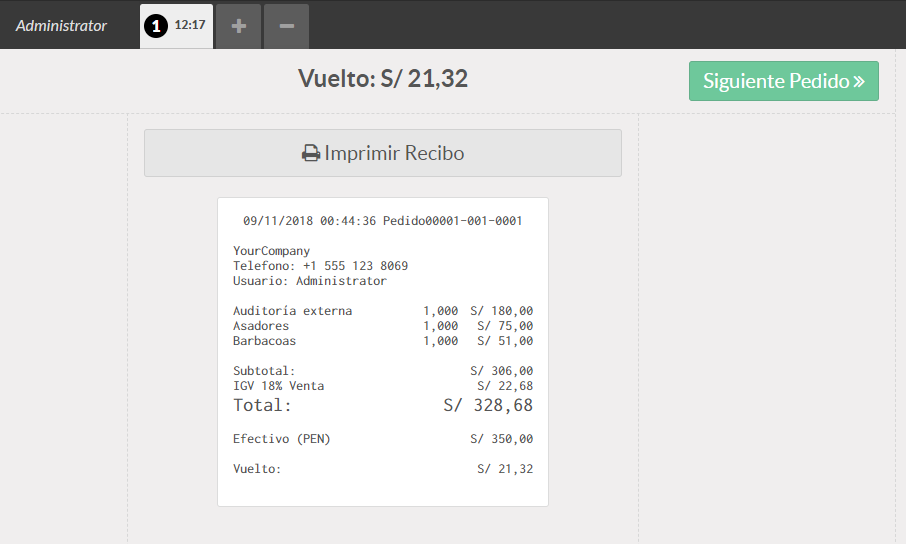 Administrator
1 12:17
Vuelto: S/ 21,32
Siguiente Pedido »
Imprimir Recibo
09/11/2018 00:44:36 Pedido00001-001-0001
YourCompany
Telefono: +1 555 123 8069
Usuario: Administrator
Auditoría externa 1,000 S/ 180,00
Asadores 1,000 S/ 75,00
Barbacoas 1,000 S/ 51,00
Subtotal: S/ 306,00
IGV 18% Venta S/ 22,68
Total: S/ 328,68
Efectivo (PEN) S/ 350,00
Vuelto: S/ 21,32